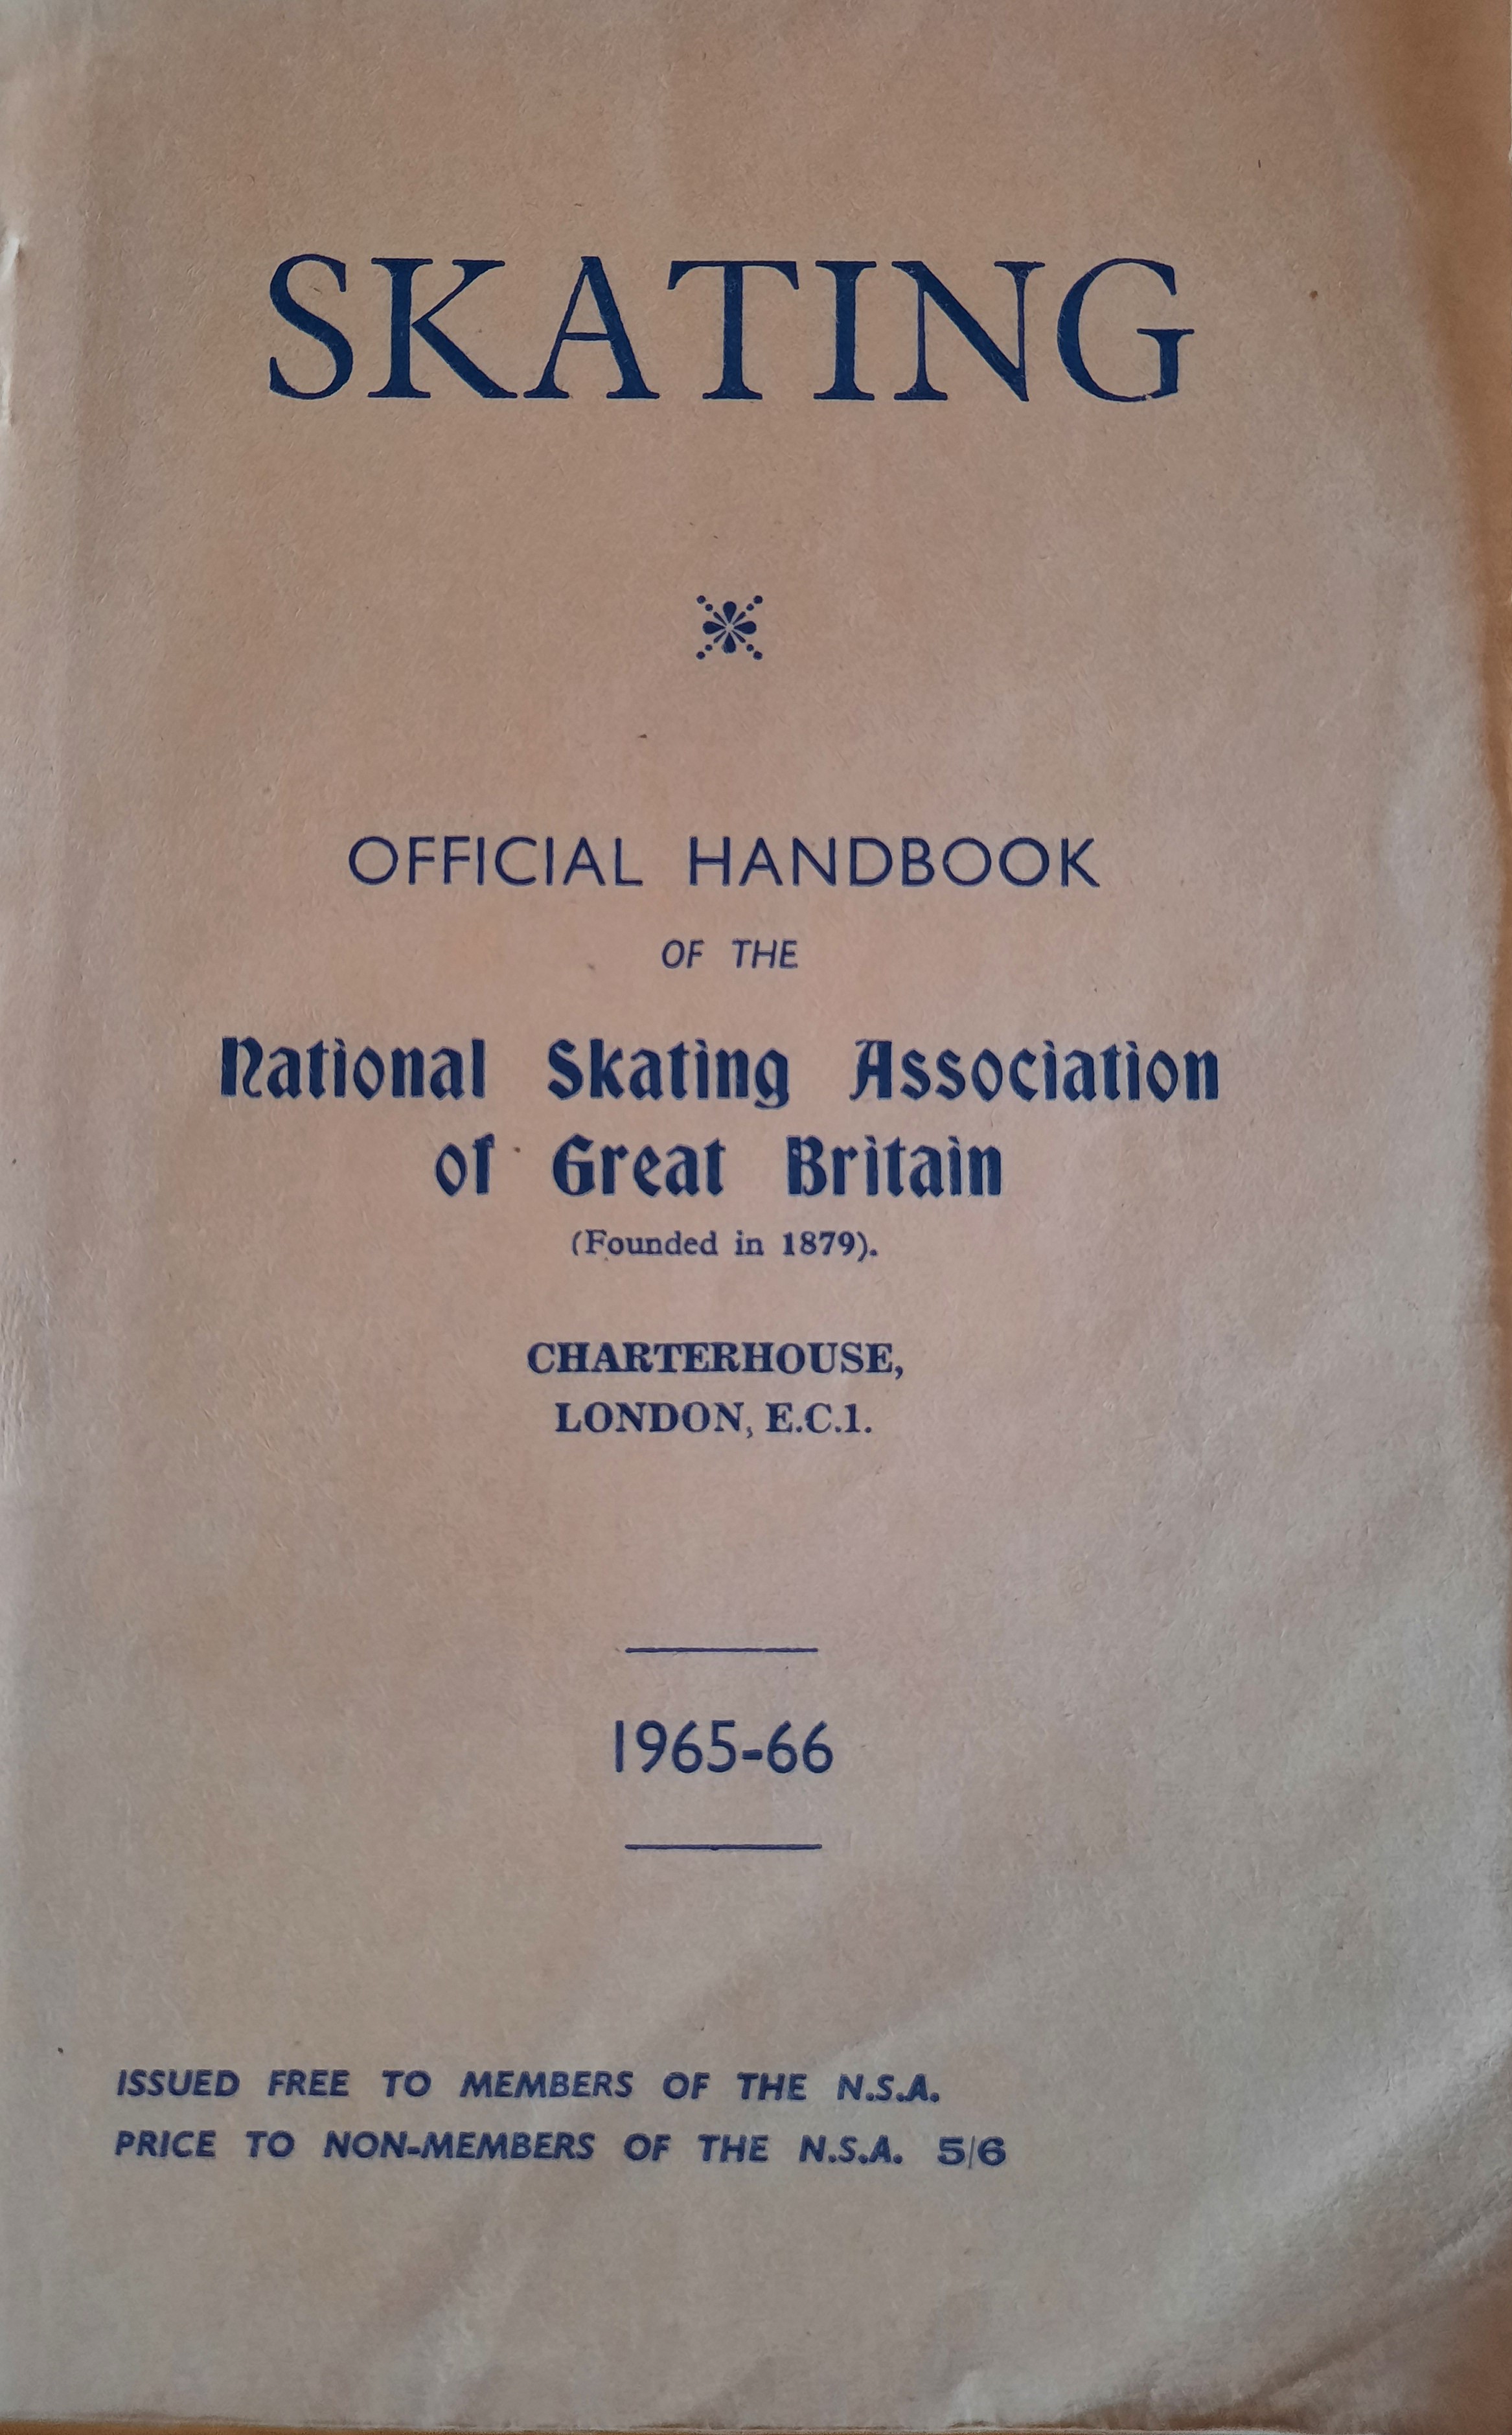 SKATING
OFFICIAL HANDBOOK
OF THE
National Skating Association
of Great Britain
(Founded in 1879).
CHARTERHOUSE,
LONDON, E.C.1.
1965-66
ISSUED FREE TO MEMBERS OF THE N.S.A.
PRICE TO NON-MEMBERS OF THE N.S.A. 5/6